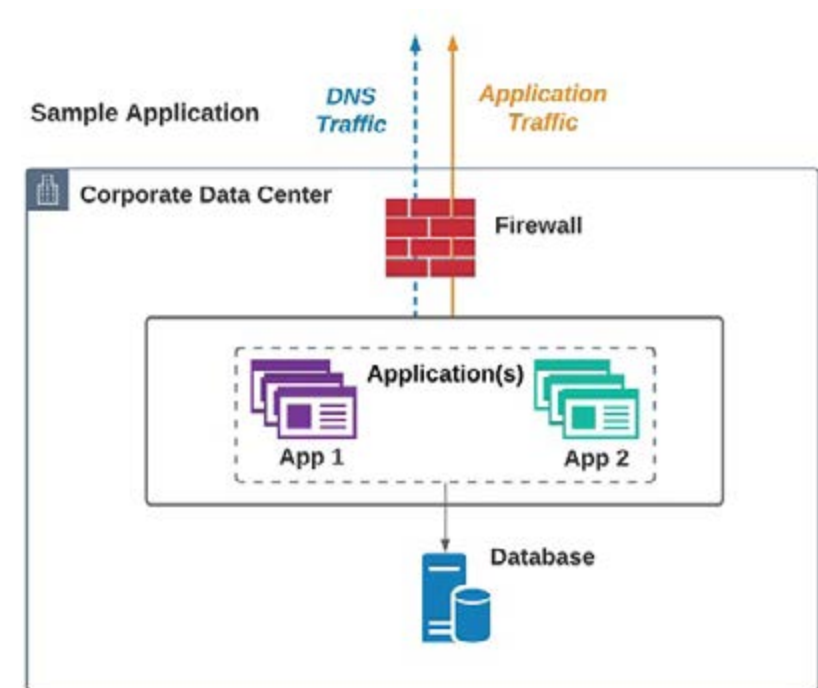 DNS
Traffic
Application
Traffic
Sample Application
Corporate Data Center
Firewall
Application(s)
App 1
App 2
Database